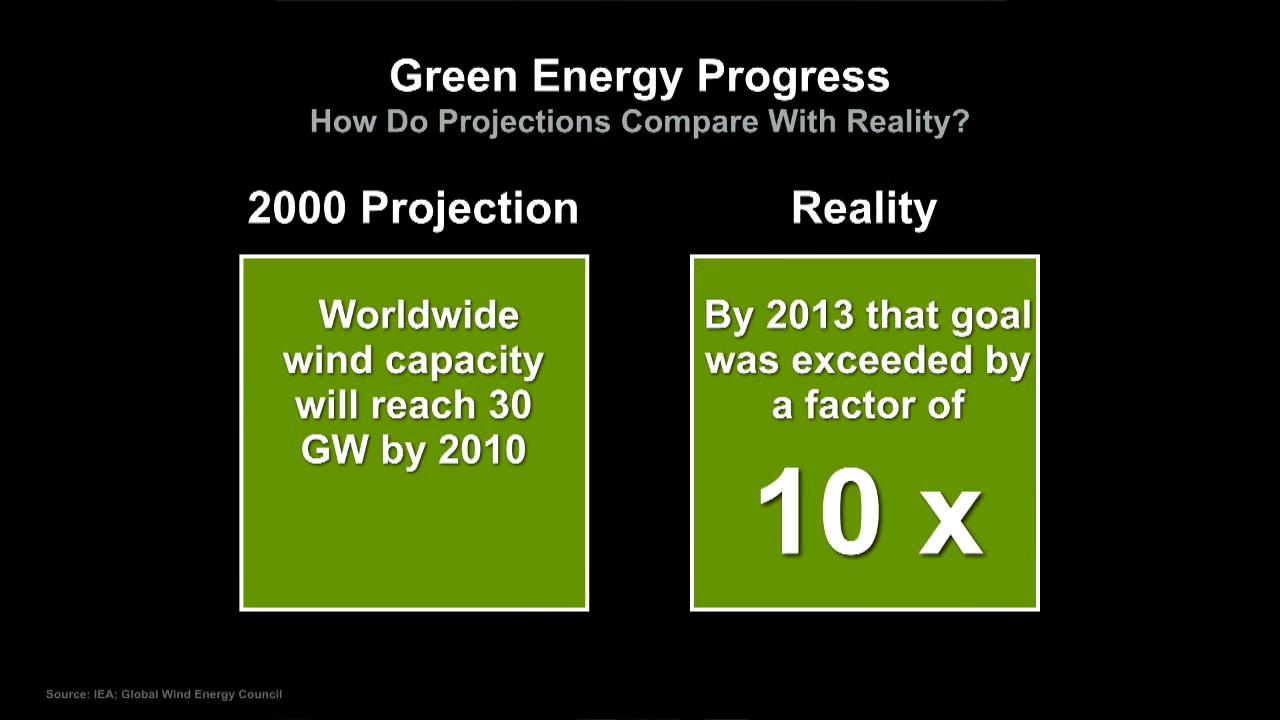 Green Energy Progress
How Do Projections Compare With Reality?
2000 Projection
Worldwide
wind capacity
will reach 30
GW by 2010
Reality
By 2013 that goal
was exceeded by
a factor of
10 x
Source: IEA; Global Wind Energy Council